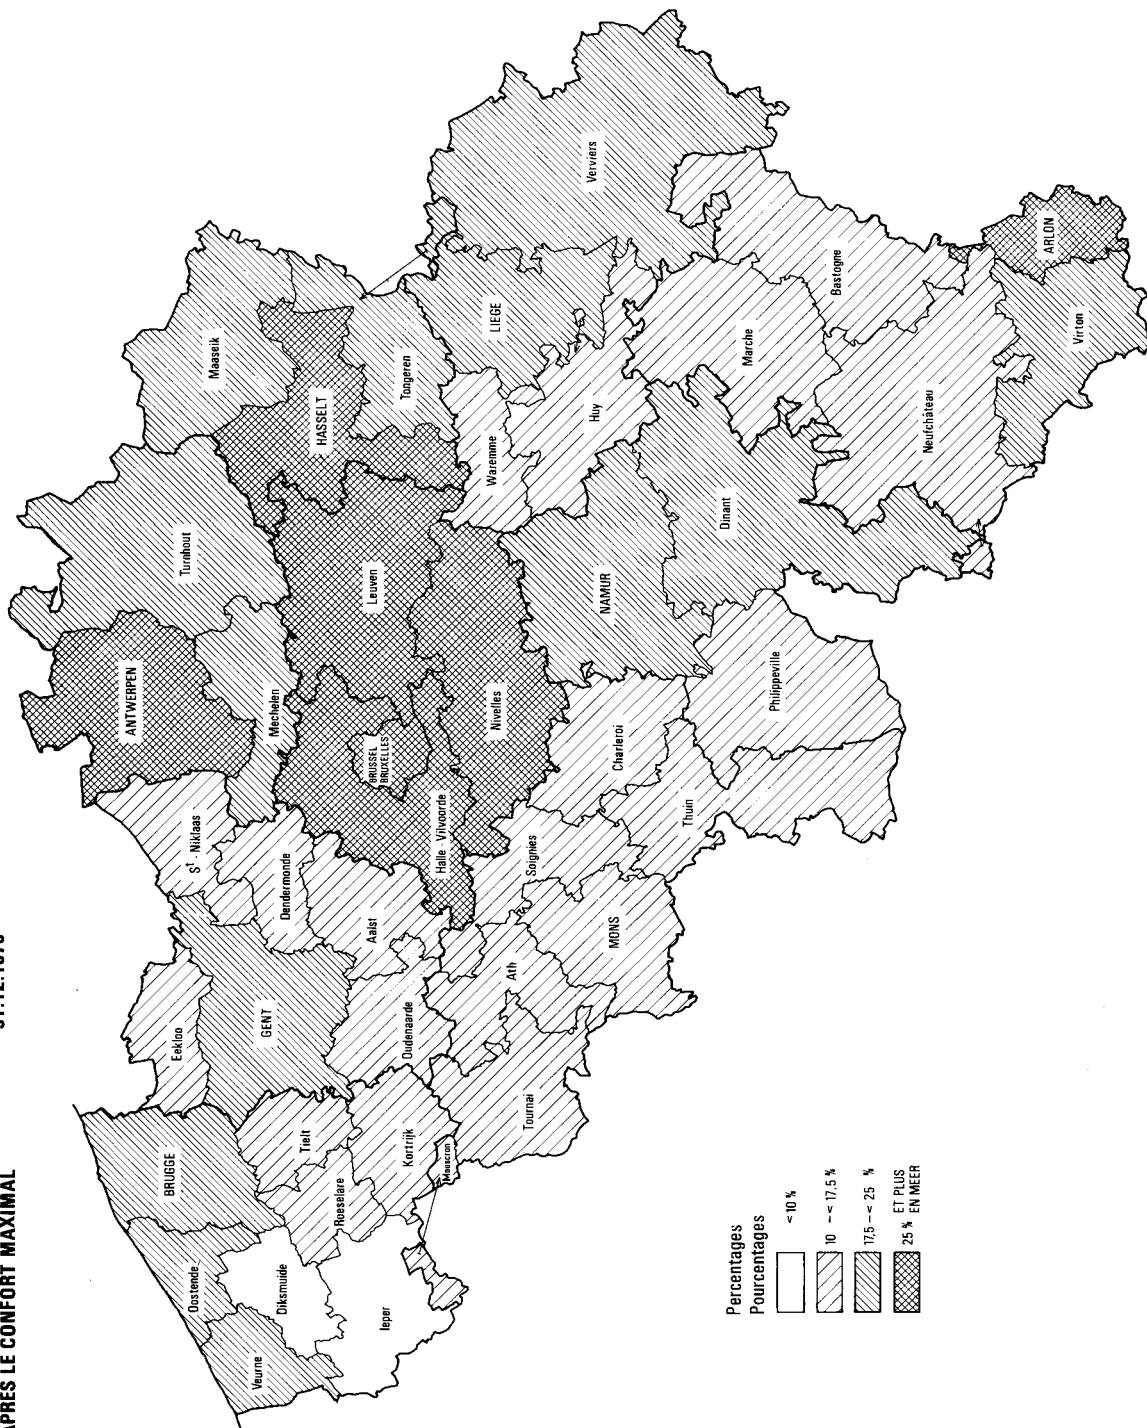 APRES LE CONFORT MAXIMAL
ANTWERPEN
Turnhout
BRUGGE
Eekloo
St - Niklaas
Oostende
Maaseik
Veurne
Diksmuide
GENT
Dendermonde
Mechelen
Tielt
Roeselare
HASSELT
Ieper
Aalst
BRUSSEL
BRUXELLES
Leuven
Kortrijk
Oudenaarde
Tongeren
Halle - Vilvoorde
Mouscron
Nivelles
Waremme
LIEGE
Tournai
Ath
Soignies
Verviers
Huy
NAMUR
MONS
Charleroi
Thuin
Dinant
Marche
Philippeville
Bastogne
Neufchâteau
ARLON
Virton
Percentages
Pourcentages
< 10 %
10 – < 17,5 %
17,5 – < 25 %
25 % ET PLUS
EN MEER